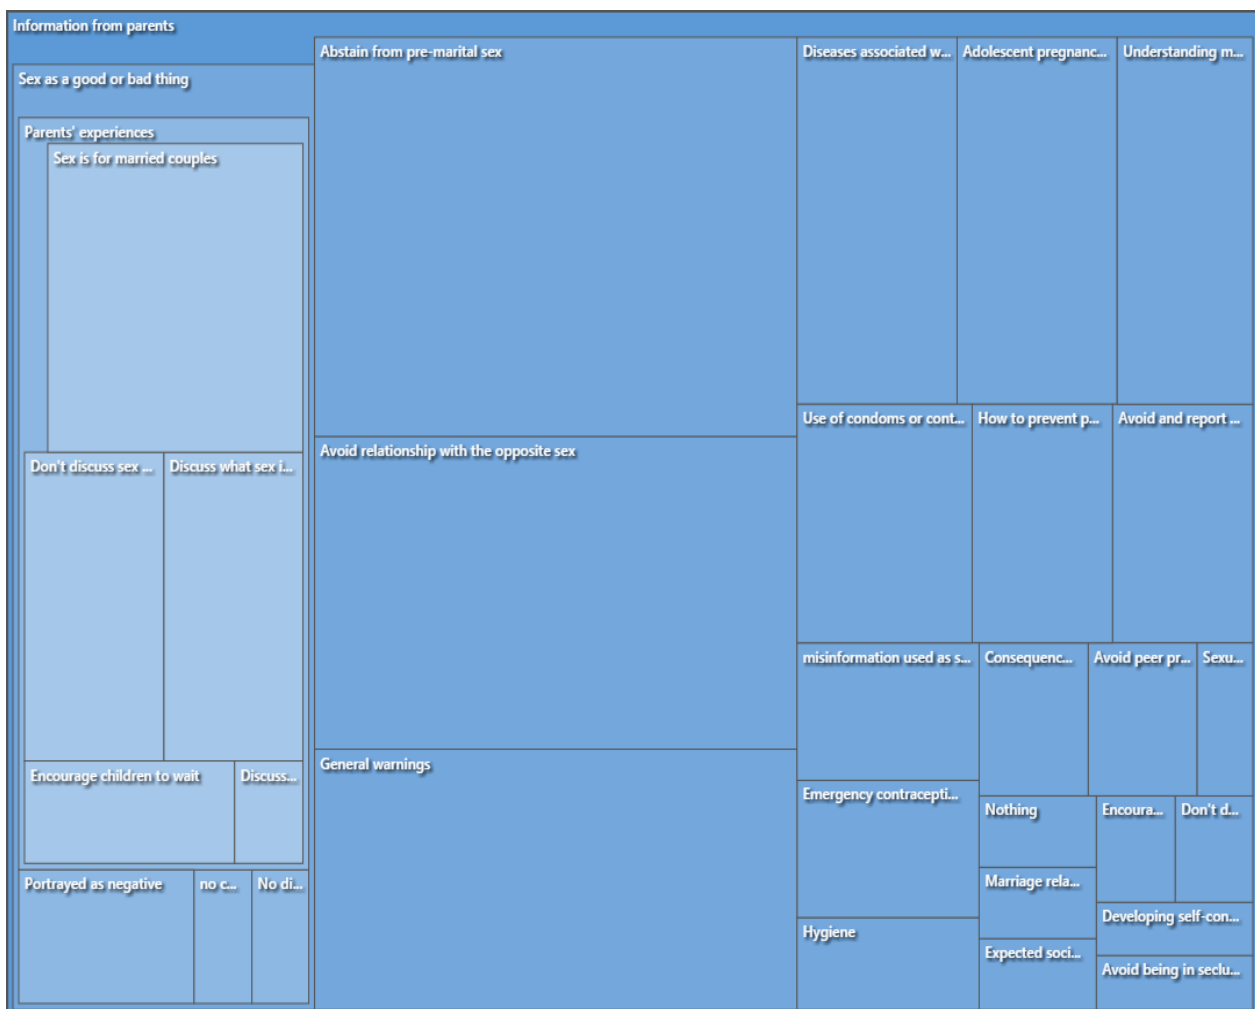 Information from parents
Sex as a good or bad thing
Parents' experiences
Sex is for married couples
Don't discuss sex ...
Discuss what sex i...
Encourage children to wait
Discuss...
Portrayed as negative
no c...
No di...
Abstain from pre-marital sex
Avoid relationship with the opposite sex
General warnings
Diseases associated w...
Adolescent pregnanc...
Understanding m...
Use of condoms or cont...
How to prevent p...
Avoid and report ...
misinformation used as s...
Consequenc...
Avoid peer pr...
Sexu...
Emergency contracepti...
Nothing
Encoura...
Don't d...
Marriage rela...
Developing self-con...
Hygiene
Expected soci...
Avoid being in seclu...